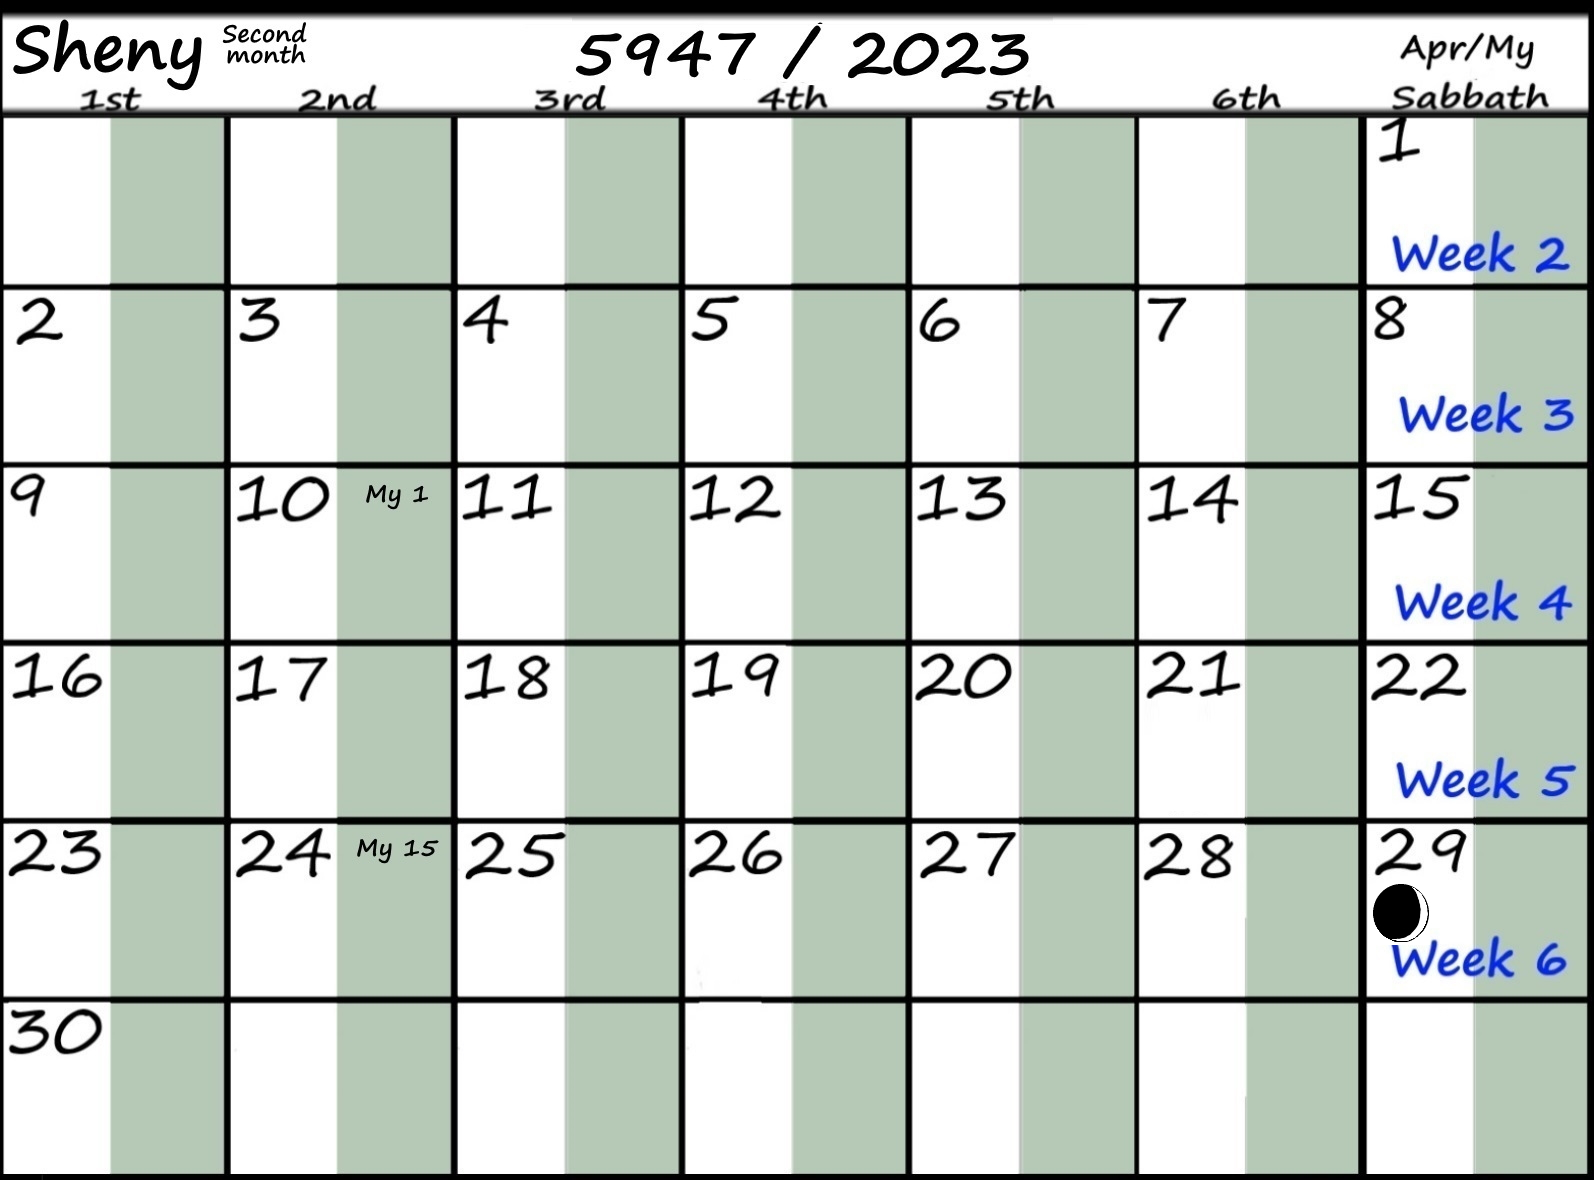 Sheny Second month 5947 / 2023 Apr/My
1st 2nd 3rd 4th 5th 6th Sabbath
1
Week 2
2 3 4 5 6 7 8
Week 3
9 10 My 1 11 12 13 14 15
Week 4
16 17 18 19 20 21 22
Week 5
23 24 My 15 25 26 27 28 29
Week 6
30